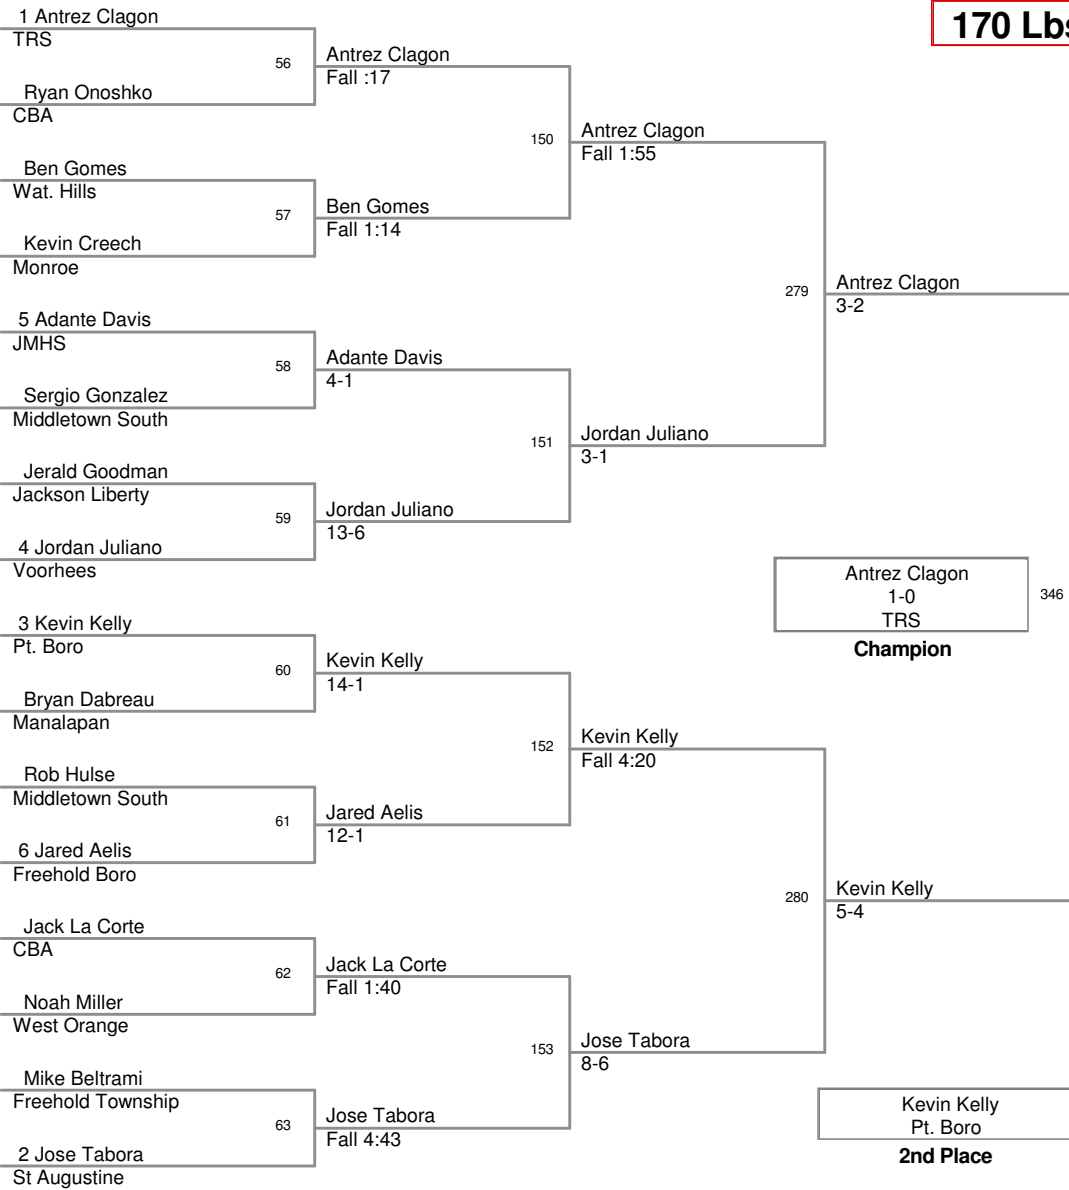 170 Lbs
1 Antrez Clagon
TRS
56
Ryan Onoshko
CBA
Ben Gomes
Wat. Hills
57
Kevin Creech
Monroe
5 Adante Davis
JMHS
58
Sergio Gonzalez
Middletown South
Jerald Goodman
Jackson Liberty
59
4 Jordan Juliano
Voorhees
3 Kevin Kelly
Pt. Boro
60
Bryan Dabreau
Manalapan
Rob Hulse
Middletown South
61
6 Jared Aelis
Freehold Boro
Jack La Corte
CBA
62
Noah Miller
West Orange
Mike Beltrami
Freehold Township
63
2 Jose Tabora
St Augustine
Antrez Clagon
Fall :17
150
Ben Gomes
Fall 1:14
Adante Davis
4-1
151
Jordan Juliano
13-6
Kevin Kelly
14-1
152
Jared Aelis
12-1
Jack La Corte
Fall 1:40
153
Jose Tabora
Fall 4:43
Antrez Clagon
Fall 1:55
279
Jordan Juliano
3-1
Kevin Kelly
Fall 4:20
280
Jose Tabora
8-6
Antrez Clagon
3-2
Antrez Clagon
1-0
TRS
346
Champion
Kevin Kelly
5-4
Kevin Kelly
Pt. Boro
2nd Place